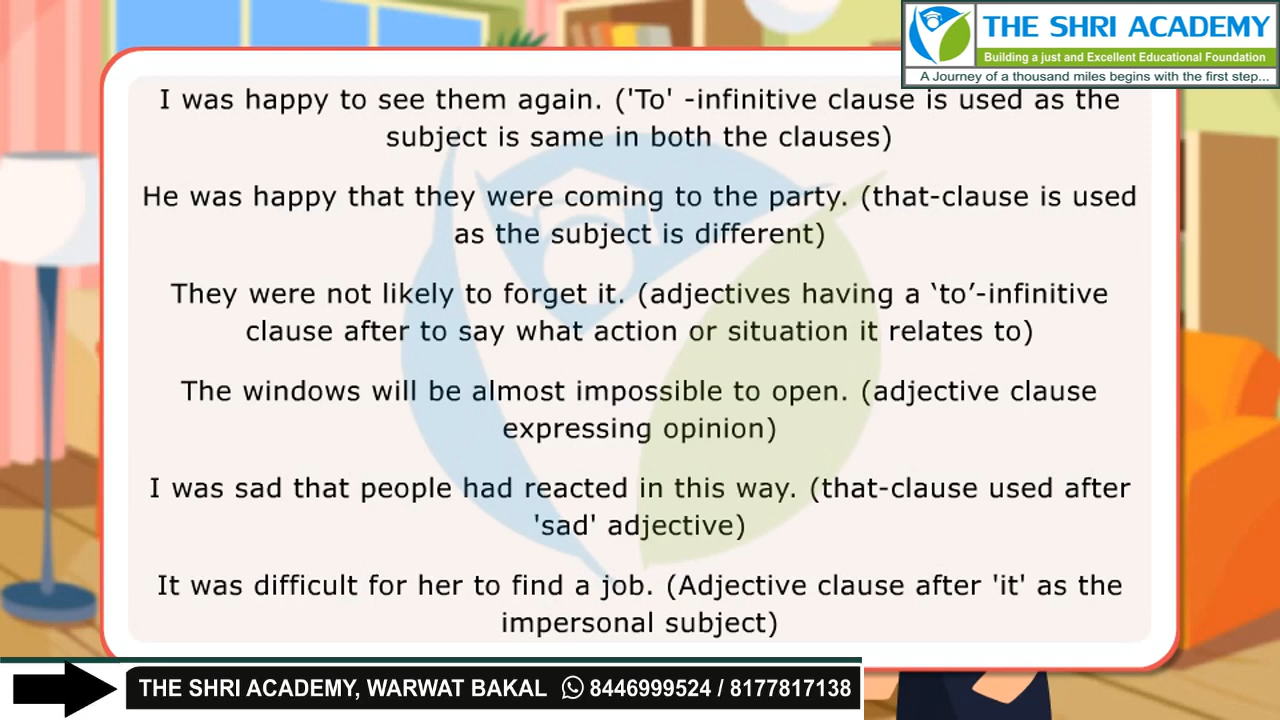 THE SHRI ACADEMY
Building a just and Excellent Educational Foundation
A Journey of a thousand miles begins with the first step...
I was happy to see them again. ('To' -infinitive clause is used as the
subject is same in both the clauses)
He was happy that they were coming to the party. (that-clause is used
as the subject is different)
They were not likely to forget it. (adjectives having a ‘to’-infinitive
clause after to say what action or situation it relates to)
The windows will be almost impossible to open. (adjective clause
expressing opinion)
I was sad that people had reacted in this way. (that-clause used after
'sad' adjective)
It was difficult for her to find a job. (Adjective clause after 'it' as the
impersonal subject)
THE SHRI ACADEMY, WARWAT BAKAL 8446999524 / 8177817138